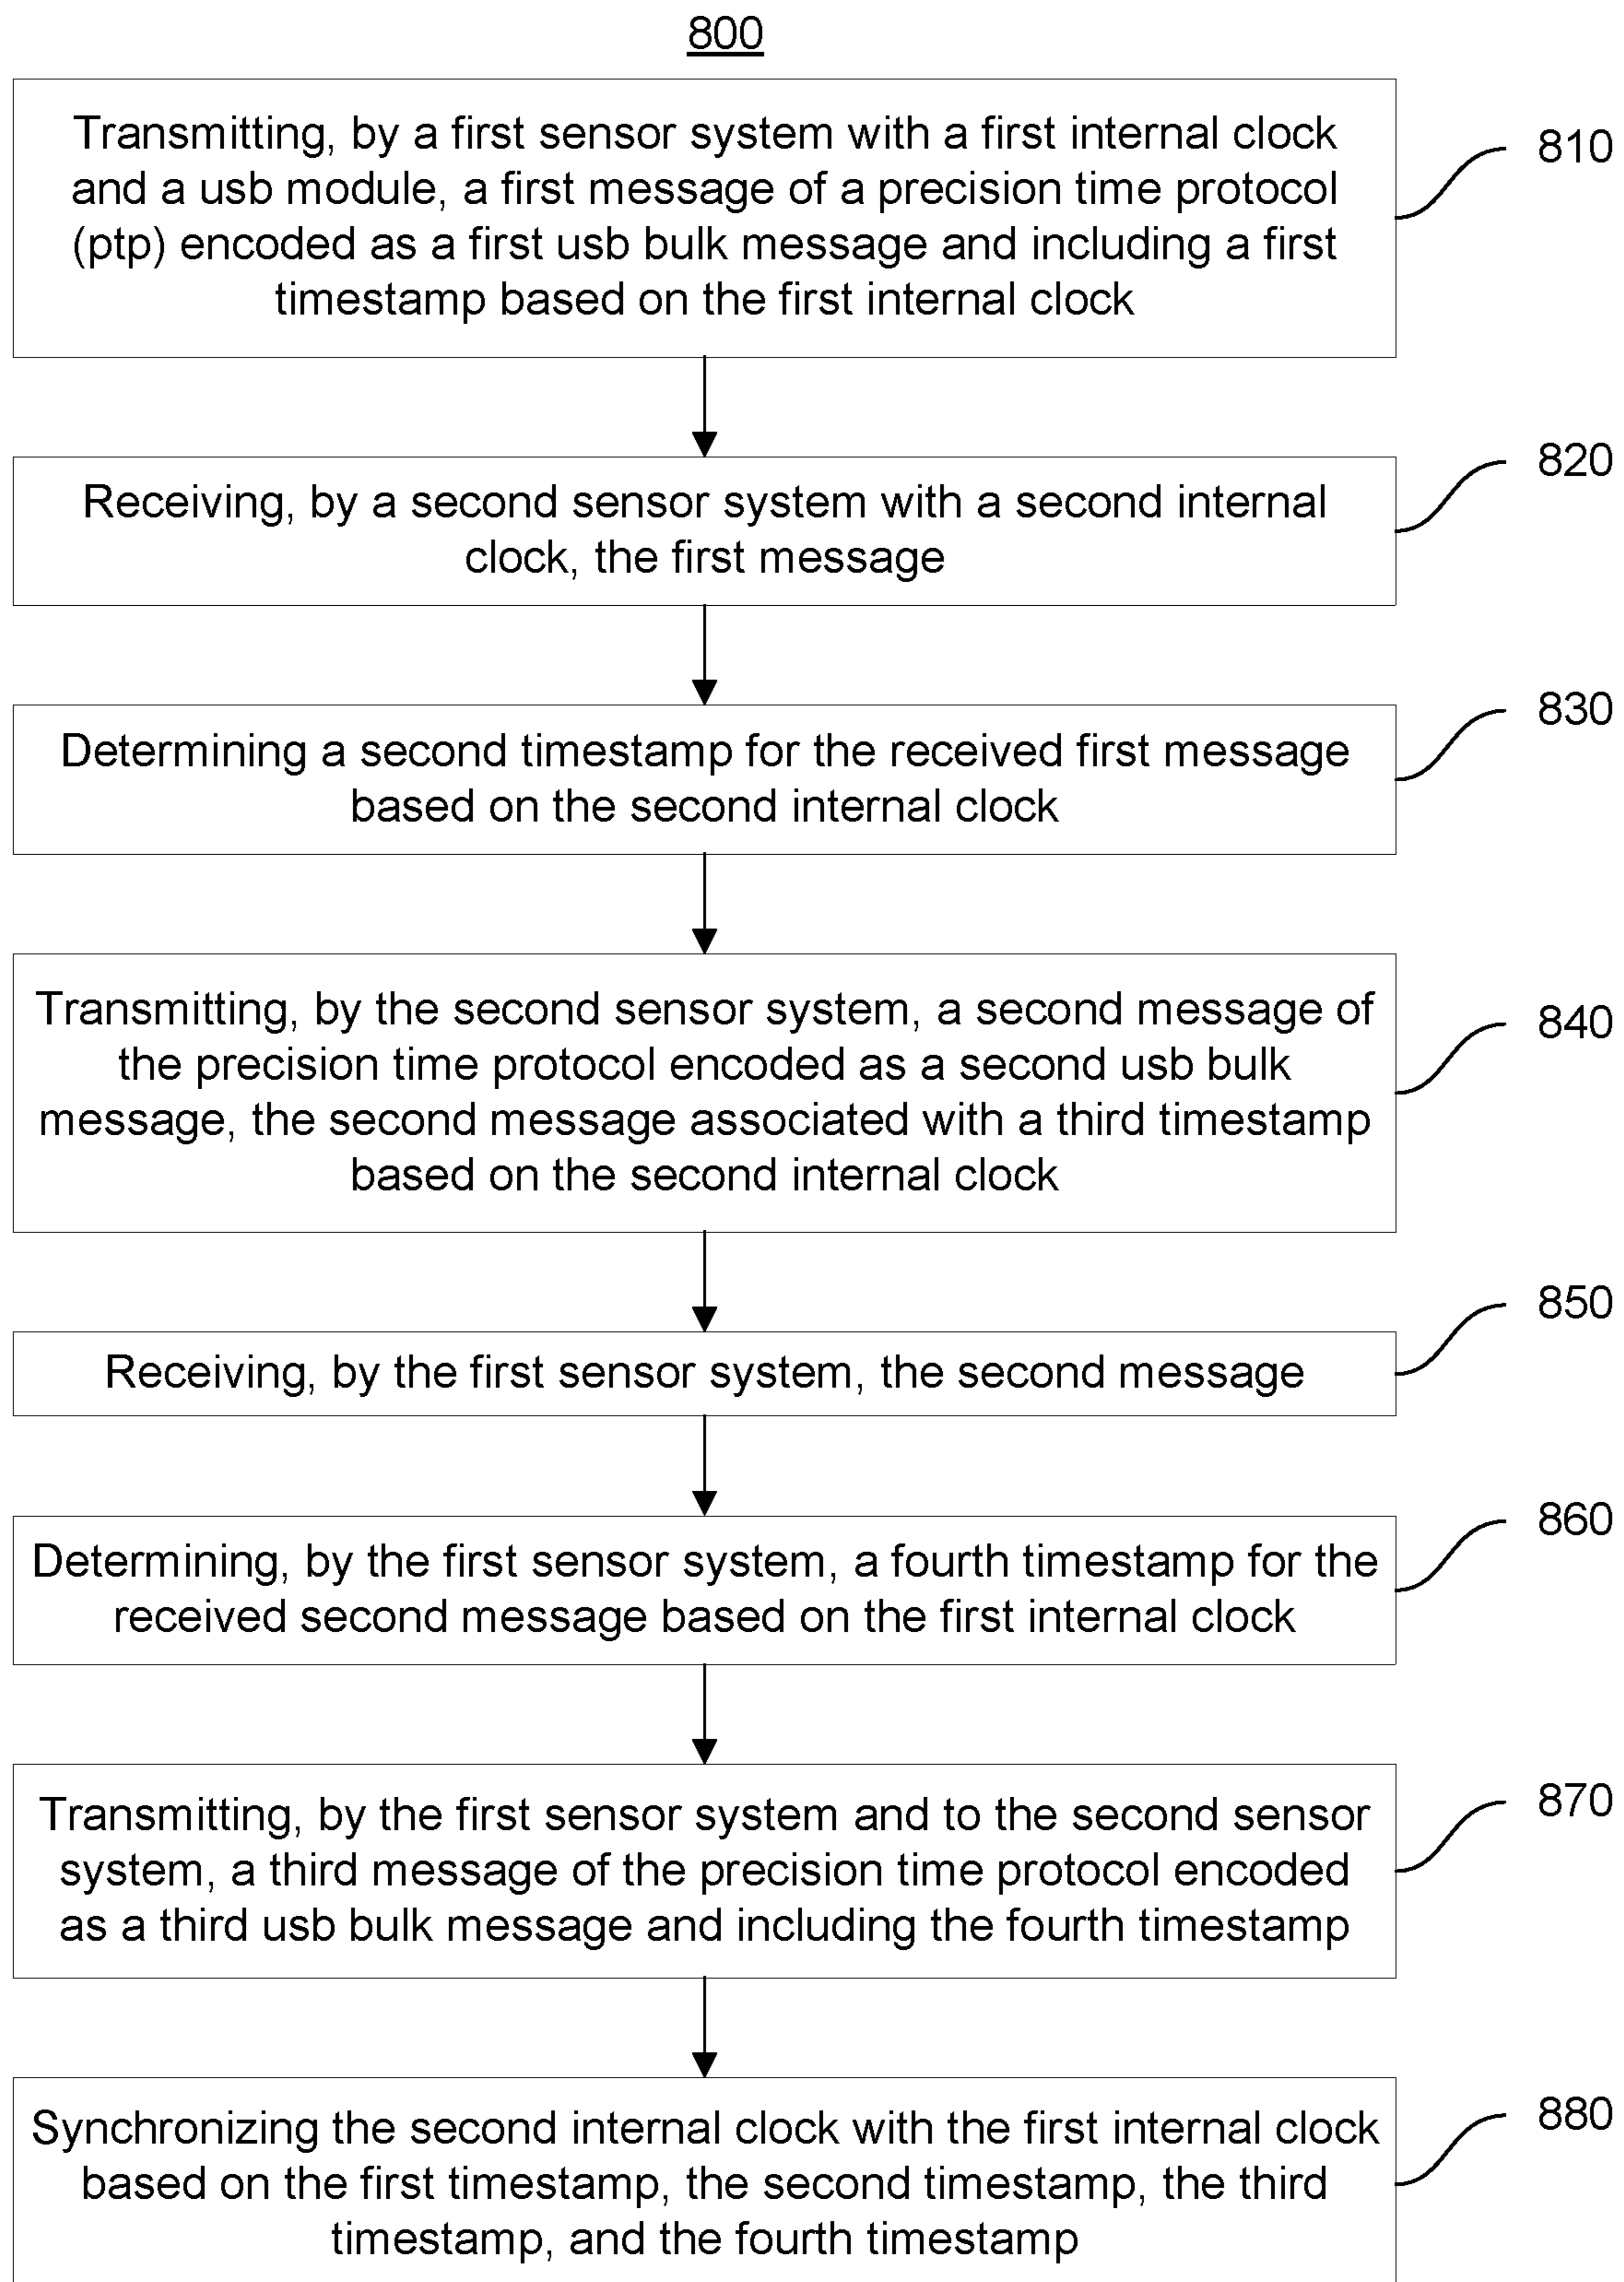 800
Transmitting, by a first sensor system with a first internal clock
and a usb module, a first message of a precision time protocol
(ptp) encoded as a first usb bulk message and including a first
timestamp based on the first internal clock
810
Receiving, by a second sensor system with a second internal
clock, the first message
820
Determining a second timestamp for the received first message
based on the second internal clock
830
Transmitting, by the second sensor system, a second message of
the precision time protocol encoded as a second usb bulk
message, the second message associated with a third timestamp
based on the second internal clock
840
Receiving, by the first sensor system, the second message
850
Determining, by the first sensor system, a fourth timestamp for the
received second message based on the first internal clock
860
Transmitting, by the first sensor system and to the second sensor
system, a third message of the precision time protocol encoded
as a third usb bulk message and including the fourth timestamp
870
Synchronizing the second internal clock with the first internal clock
based on the first timestamp, the second timestamp, the third
timestamp, and the fourth timestamp
880